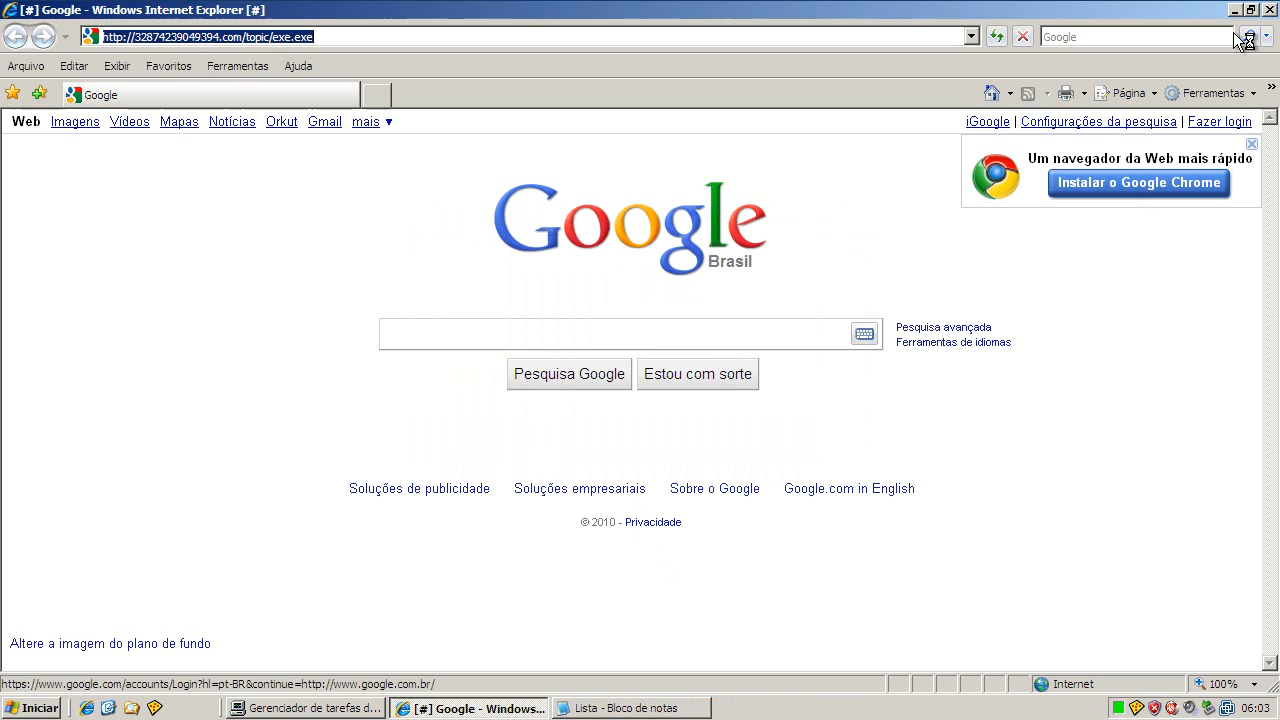 [#] Google - Windows Internet Explorer [#]
http://32874239049394.com/topic/exe.exe
Google
Arquivo Editar Exibir Favoritos Ferramentas Ajuda
Google
Página Ferramentas
Web Imagens Vídeos Mapas Notícias Orkut Gmail mais ▼
iGoogle | Configurações da pesquisa | Fazer login
Um navegador da Web mais rápido
Instalar o Google Chrome
Google
Brasil
Pesquisa avançada
Ferramentas de idiomas
Pesquisa Google Estou com sorte
Soluções de publicidade Soluções empresariais Sobre o Google Google.com in English
© 2010 - Privacidade
Altere a imagem do plano de fundo
https://www.google.com/accounts/Login?hl=pt-BR&continue=http://www.google.com.br/
Internet
100%
Iniciar
Gerenciador de tarefas d...
[#] Google - Windows...
Lista - Bloco de notas
06:03